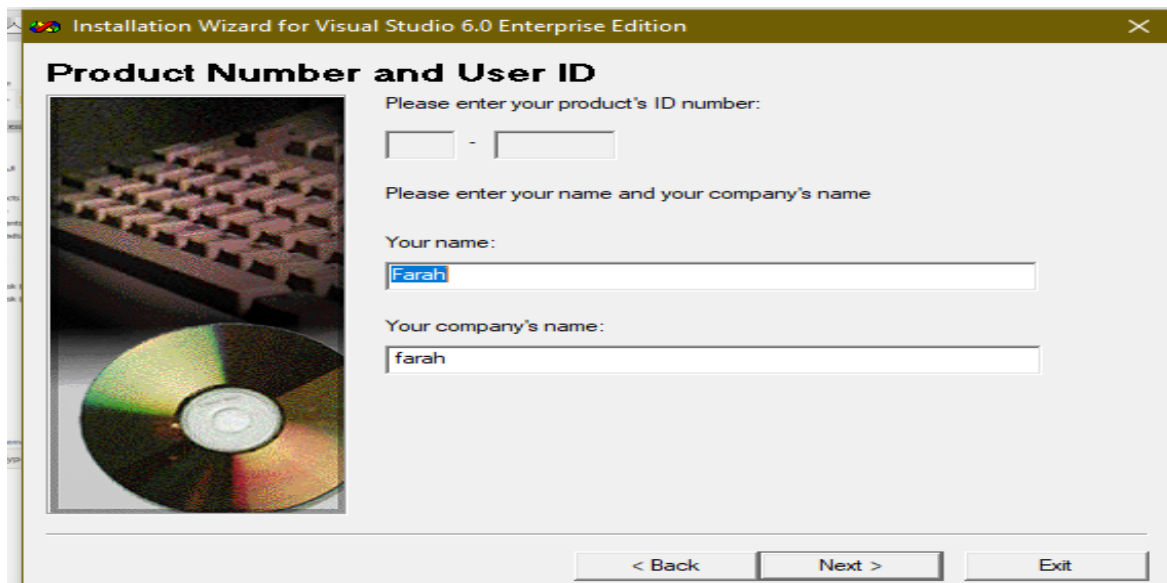 Installation Wizard for Visual Studio 6.0 Enterprise Edition
Product Number and User ID
Please enter your product's ID number:
-
Please enter your name and your company's name
Your name:
Farah
Your company's name:
farah
< Back
Next >
Exit